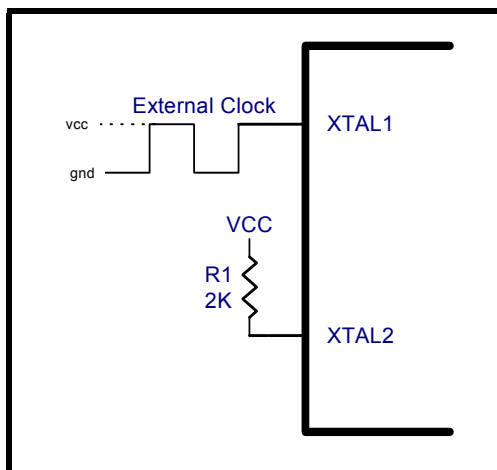 External Clock
vcc
XTAL1
gnd
VCC
R1
2K
XTAL2